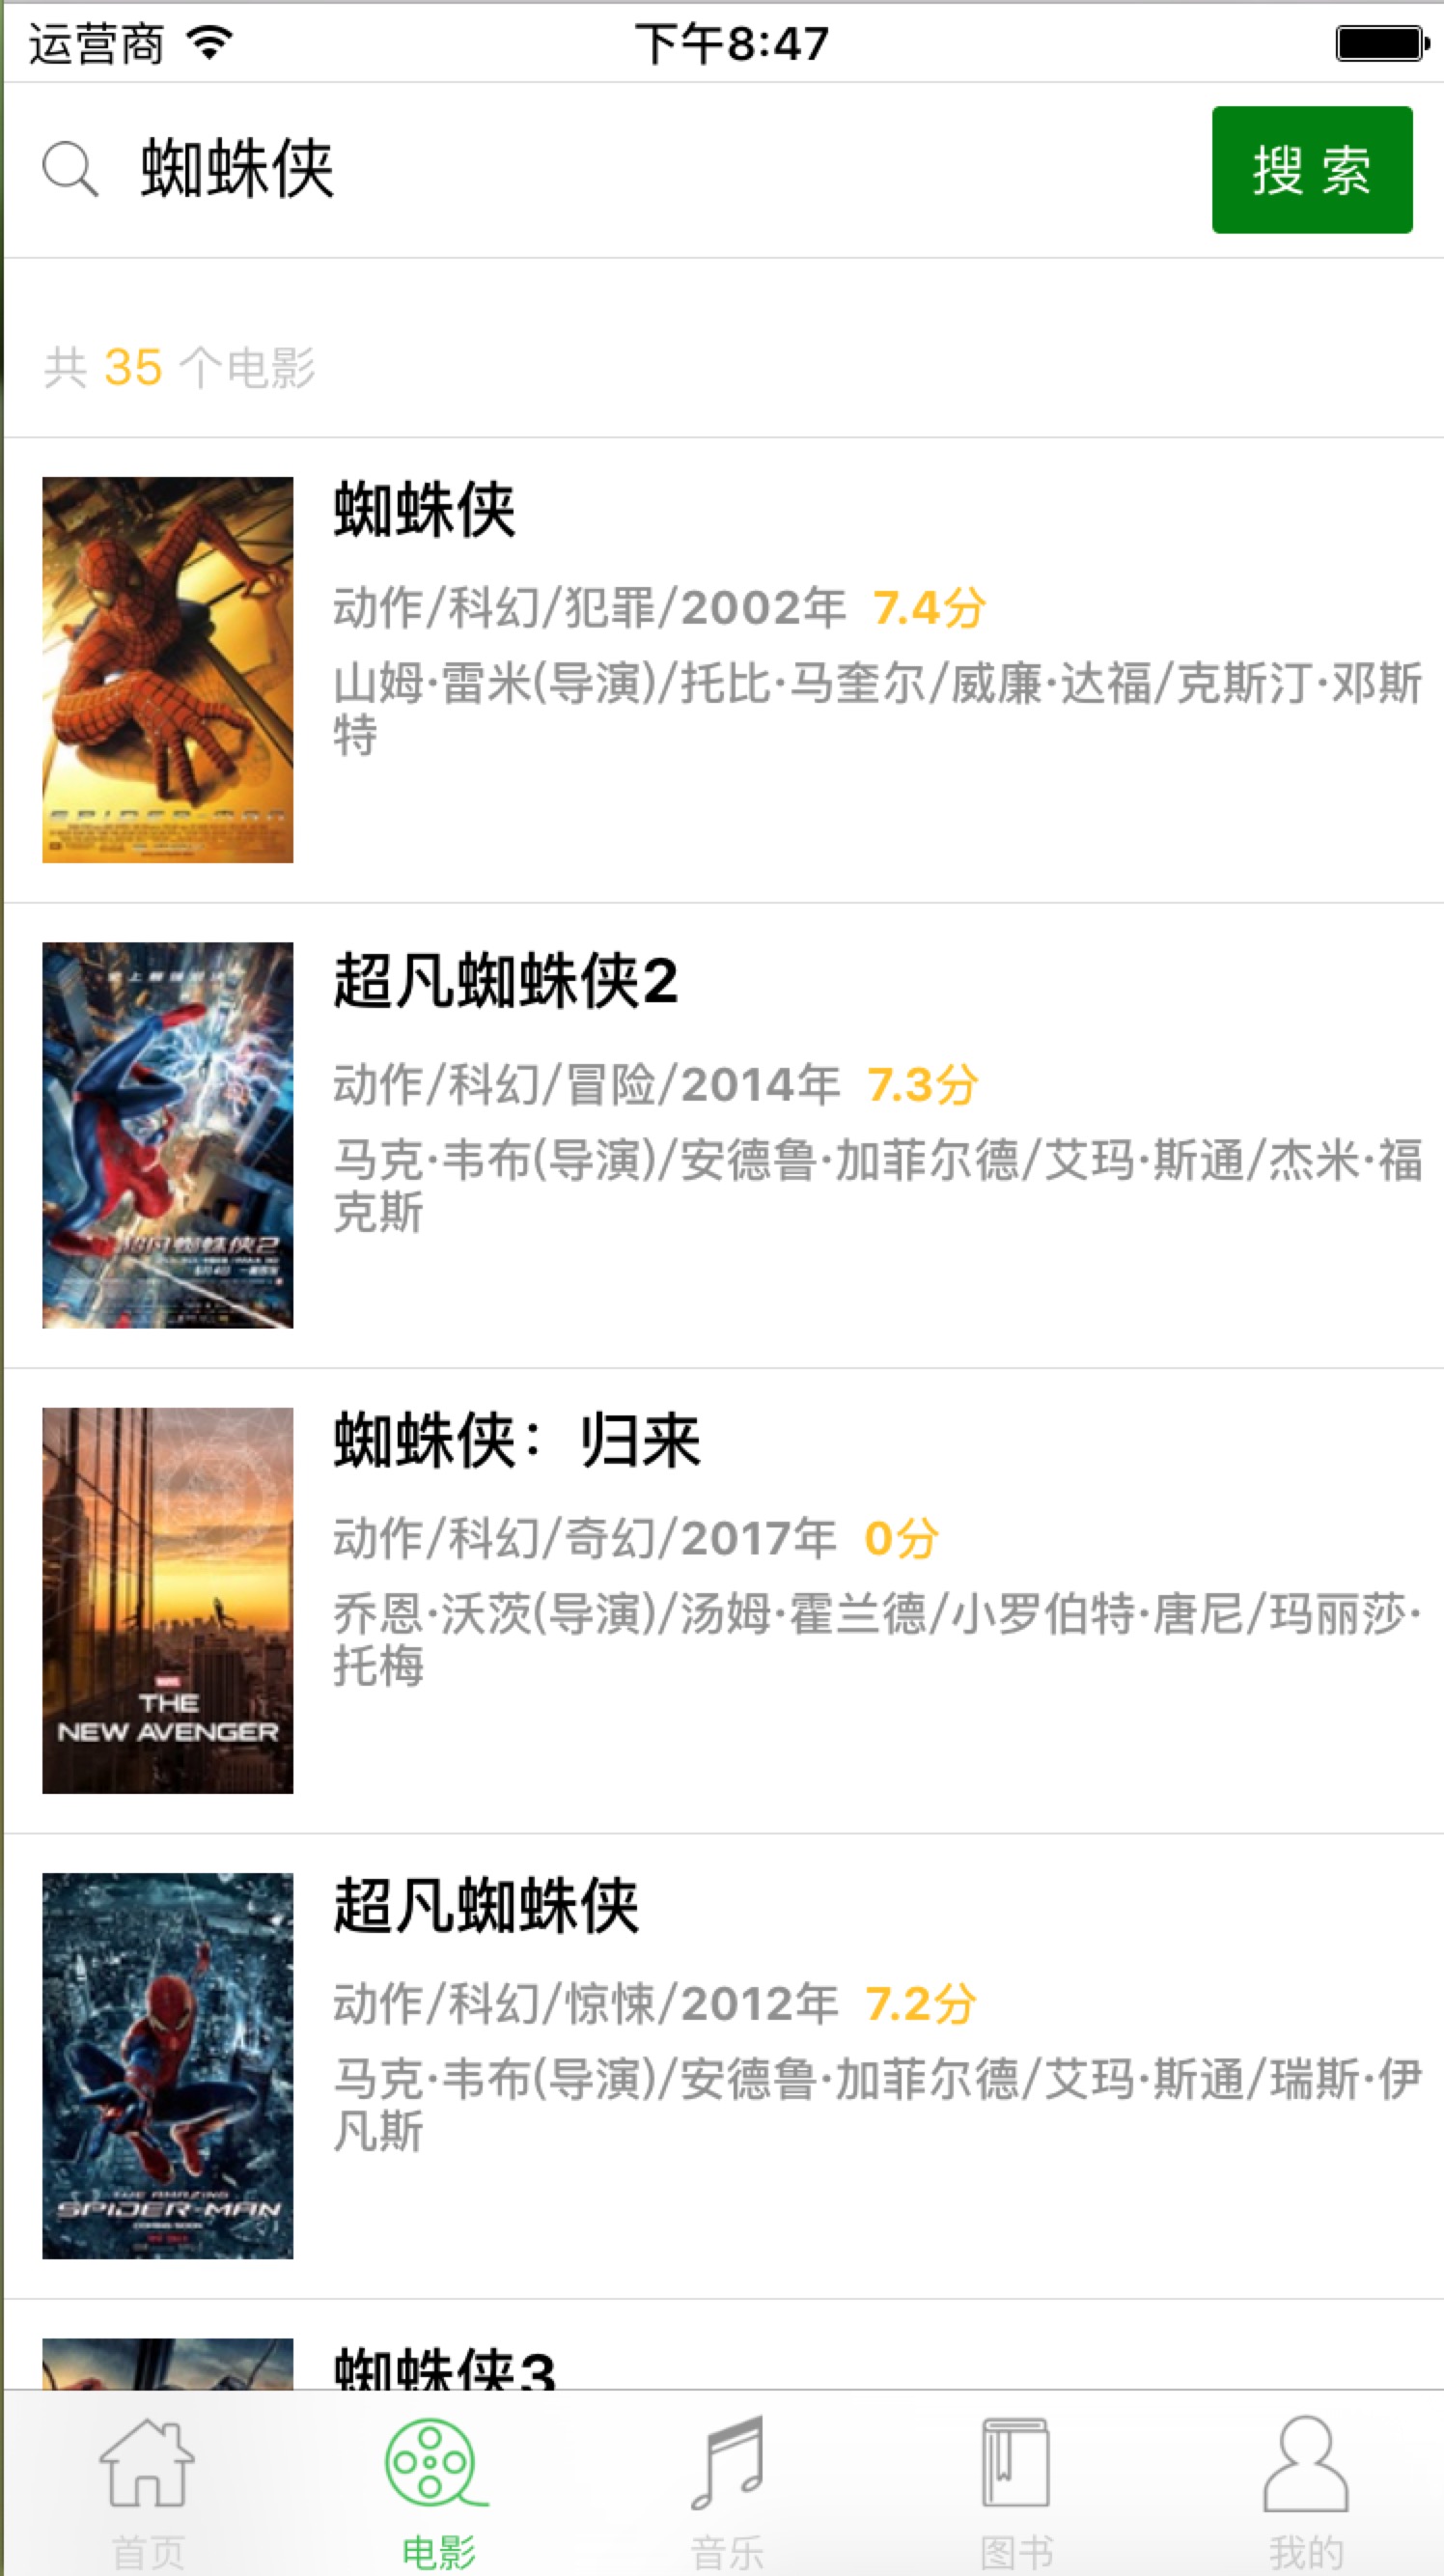 运营商
下午8:47
蜘蛛侠
搜 索
共 35 个电影
蜘蛛侠
动作/科幻/犯罪/2002年 7.4分
山姆·雷米(导演)/托比·马奎尔/威廉·达福/克斯汀·邓斯
特
SPIDER-MAN
超凡蜘蛛侠2
动作/科幻/冒险/2014年 7.3分
马克·韦布(导演)/安德鲁·加菲尔德/艾玛·斯通/杰米·福
克斯
超凡蜘蛛侠2
蜘蛛侠：归来
动作/科幻/奇幻/2017年 0分
乔恩·沃茨(导演)/汤姆·霍兰德/小罗伯特·唐尼/玛丽莎·
托梅
THE
NEW AVENGER
超凡蜘蛛侠
动作/科幻/惊悚/2012年 7.2分
马克·韦布(导演)/安德鲁·加菲尔德/艾玛·斯通/瑞斯·伊
凡斯
THE AMAZING
SPIDER-MAN
蜘蛛侠3
首页
电影
音乐
图书
我的